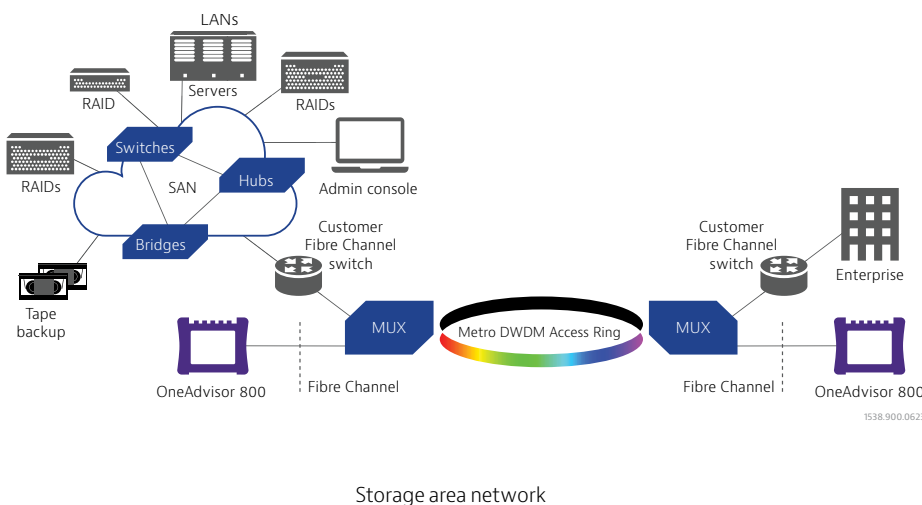 LANs
Servers
RAID
RAIDs
Switches
RAIDs
SAN
Hubs
Admin console
Bridges
Customer
Fibre Channel
switch
Customer
Fibre Channel
switch
Enterprise
Tape
backup
MUX
Metro DWDM Access Ring
MUX
OneAdvisor 800
Fibre Channel
Fibre Channel
OneAdvisor 800
Storage area network